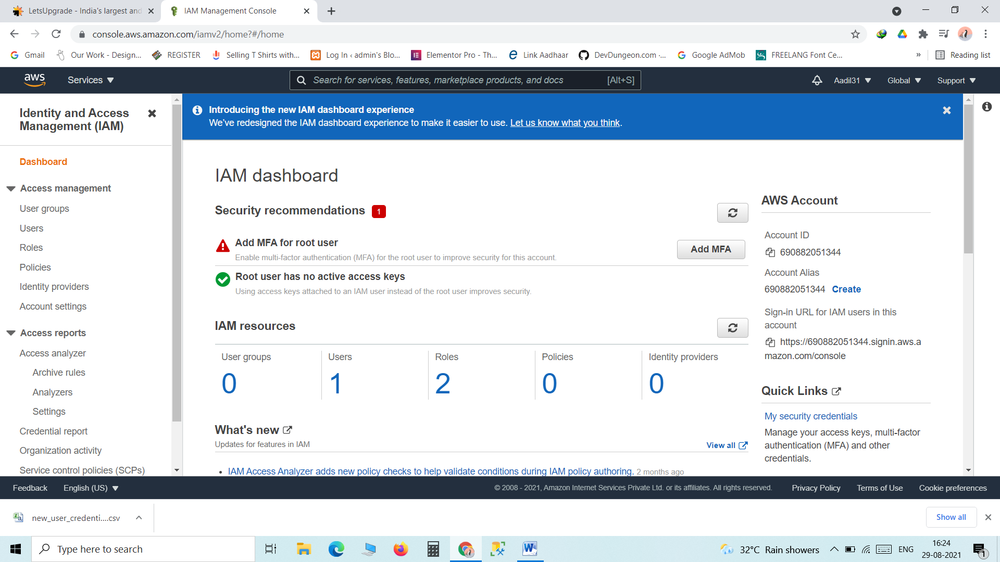 LetsUpgrade - India's largest and
IAM Management Console
console.aws.amazon.com/iamv2/home?#/home
Gmail
Our Work - Design...
REGISTER
Selling T Shirts with...
Log In ‹ admin's Blo...
Elementor Pro - Th...
Link Aadhaar
DevDungeon.com -...
Google AdMob
FREELANG Font Ce...
»
Reading list
aws
Services
Search for services, features, marketplace products, and docs [Alt+S]
Aadil31
Global
Support
Identity and Access
Management (IAM)
Dashboard
Access management
User groups
Users
Roles
Policies
Identity providers
Account settings
Access reports
Access analyzer
Archive rules
Analyzers
Settings
Credential report
Organization activity
Service control policies (SCPs)
Introducing the new IAM dashboard experience
We've redesigned the IAM dashboard experience to make it easier to use. Let us know what you think.
IAM dashboard
Security recommendations 1
Add MFA for root user
Enable multi-factor authentication (MFA) for the root user to improve security for this account.
Add MFA
Root user has no active access keys
Using access keys attached to an IAM user instead of the root user improves security.
IAM resources
User groups
0
Users
1
Roles
2
Policies
0
Identity providers
0
What's new
Updates for features in IAM
View all
• IAM Access Analyzer adds new policy checks to help validate conditions during IAM policy authoring. 2 months ago
AWS Account
Account ID
690882051344
Account Alias
690882051344 Create
Sign-in URL for IAM users in this
account
https://690882051344.signin.aws.a
mazon.com/console
Quick Links
My security credentials
Manage your access keys, multi-factor
authentication (MFA) and other
credentials.
Feedback
English (US)
© 2008 - 2021, Amazon Internet Services Private Ltd. or its affiliates. All rights reserved.
Privacy Policy
Terms of Use
Cookie preferences
new_user_credenti....csv
Show all
Type here to search
32°C Rain showers
ENG
16:24
29-08-2021
1